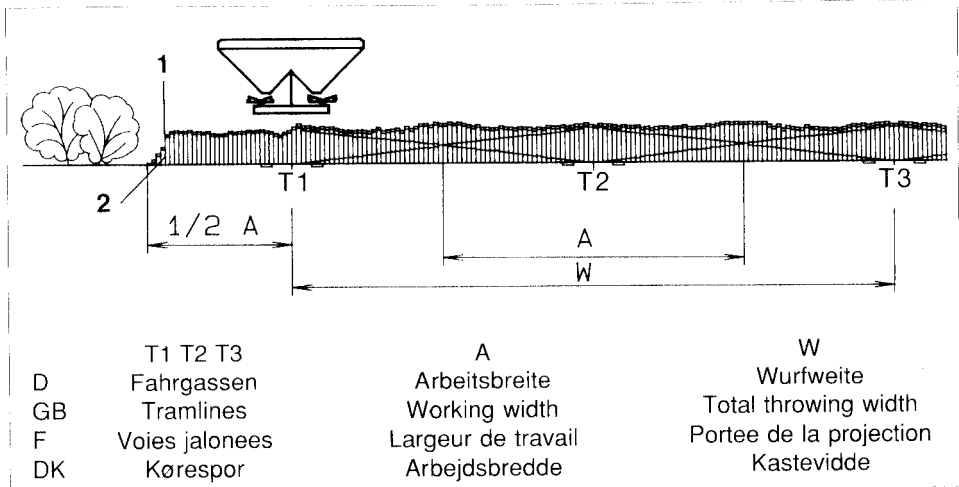 1
2
T1
T2
T3
1/2 A
A
W
T1 T2 T3 A W
D Fahrgassen Arbeitsbreite Wurfweite
GB Tramlines Working width Total throwing width
F Voies jalonees Largeur de travail Portee de la projection
DK Kørespor Arbejdsbredde Kastevidde